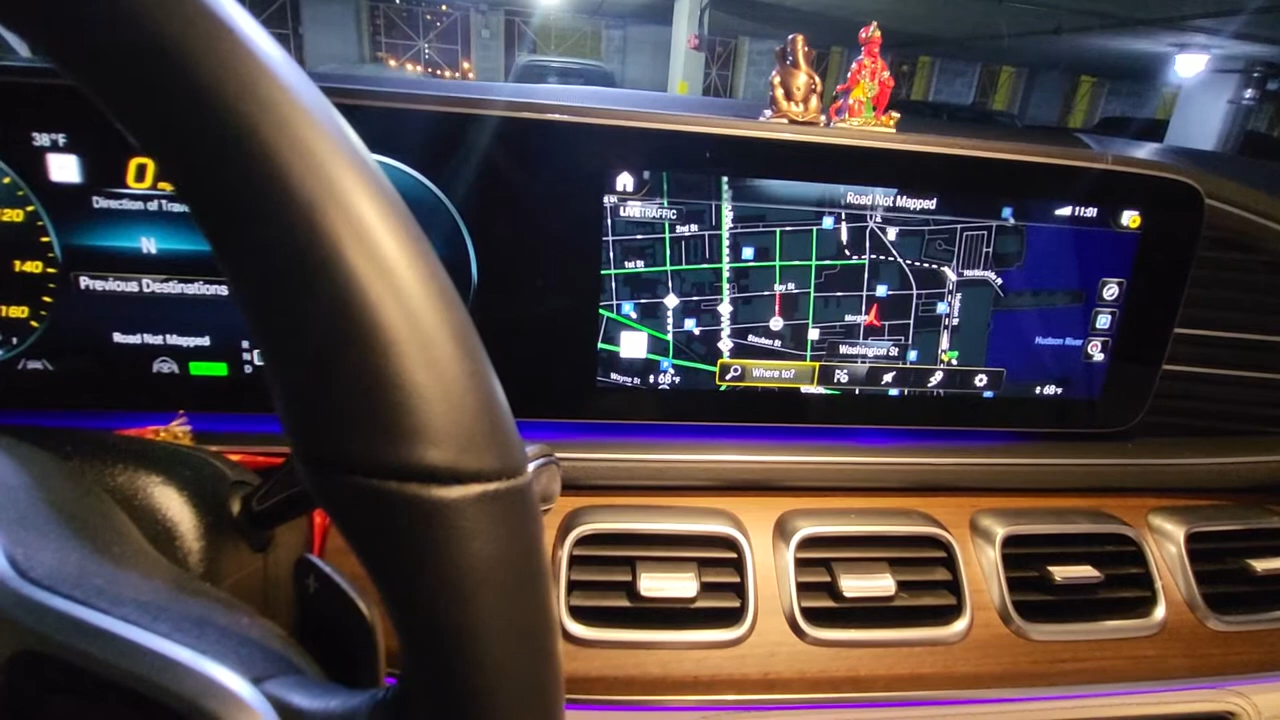 38°F
0
Direction of Trave
120
N
140
Previous Destinations
160
Road Not Mapped
R
N
D
Road Not Mapped
11:01
LIVETRAFFIC
2nd St
1st St
Harborside Pl
Hudson St
Bay St
Morgan
Steuben St
Washington St
Hudson River
Where to?
Wayne St
68°F
68°F